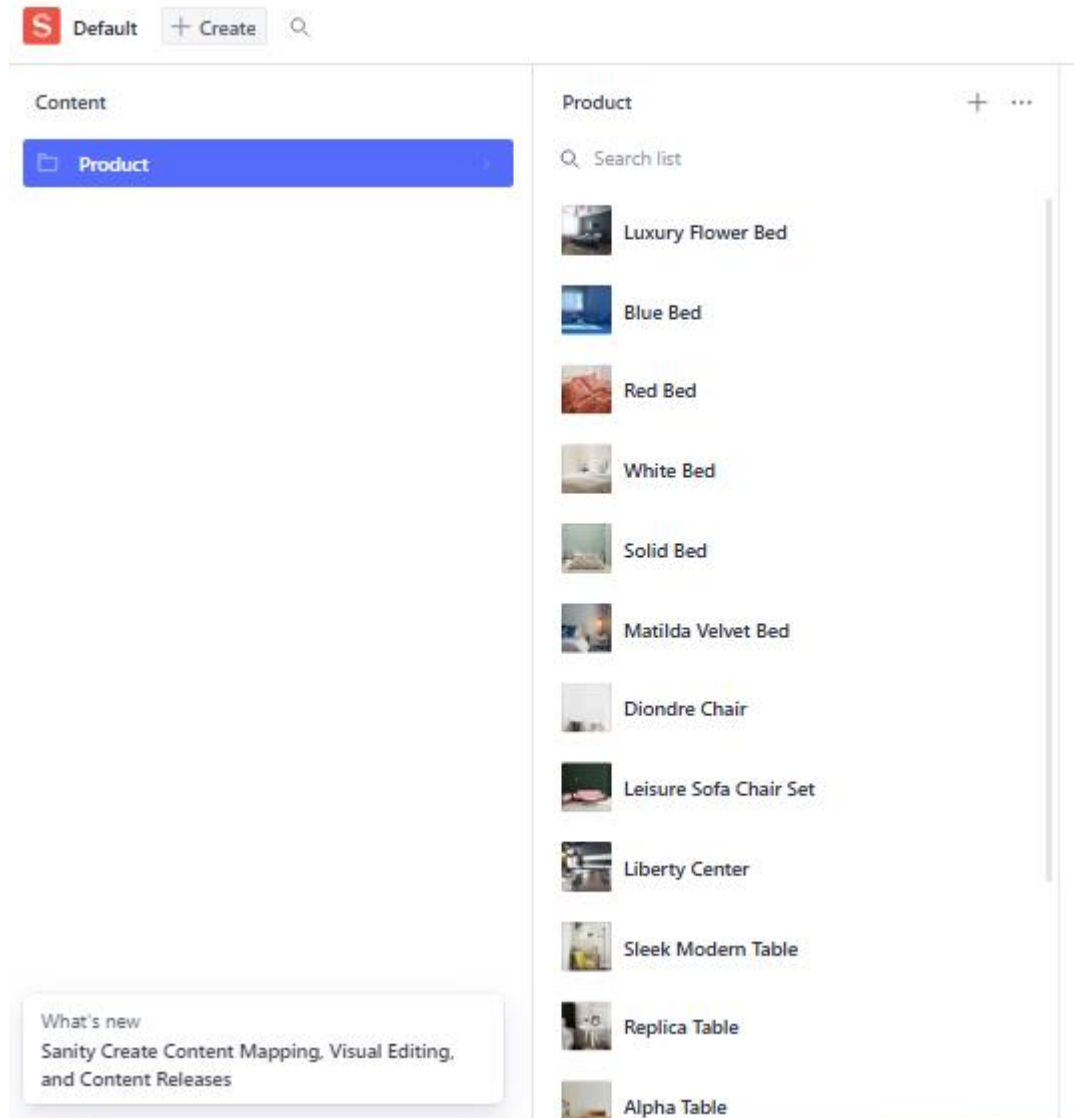 S Default + Create
Content
Product
What's new
Sanity Create Content Mapping, Visual Editing,
and Content Releases
Product
Search list
Luxury Flower Bed
Blue Bed
Red Bed
White Bed
Solid Bed
Matilda Velvet Bed
Diondre Chair
Leisure Sofa Chair Set
Liberty Center
Sleek Modern Table
Replica Table
Alpha Table